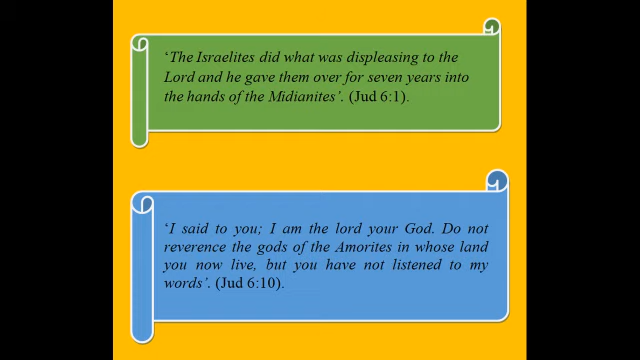 ‘The Israelites did what was displeasing to the
Lord and he gave them over for seven years into
the hands of the Midianites’. (Jud 6:1).
‘I said to you; I am the lord your God. Do not
reverence the gods of the Amorites in whose land
you now live, but you have not listened to my
words’. (Jud 6:10).